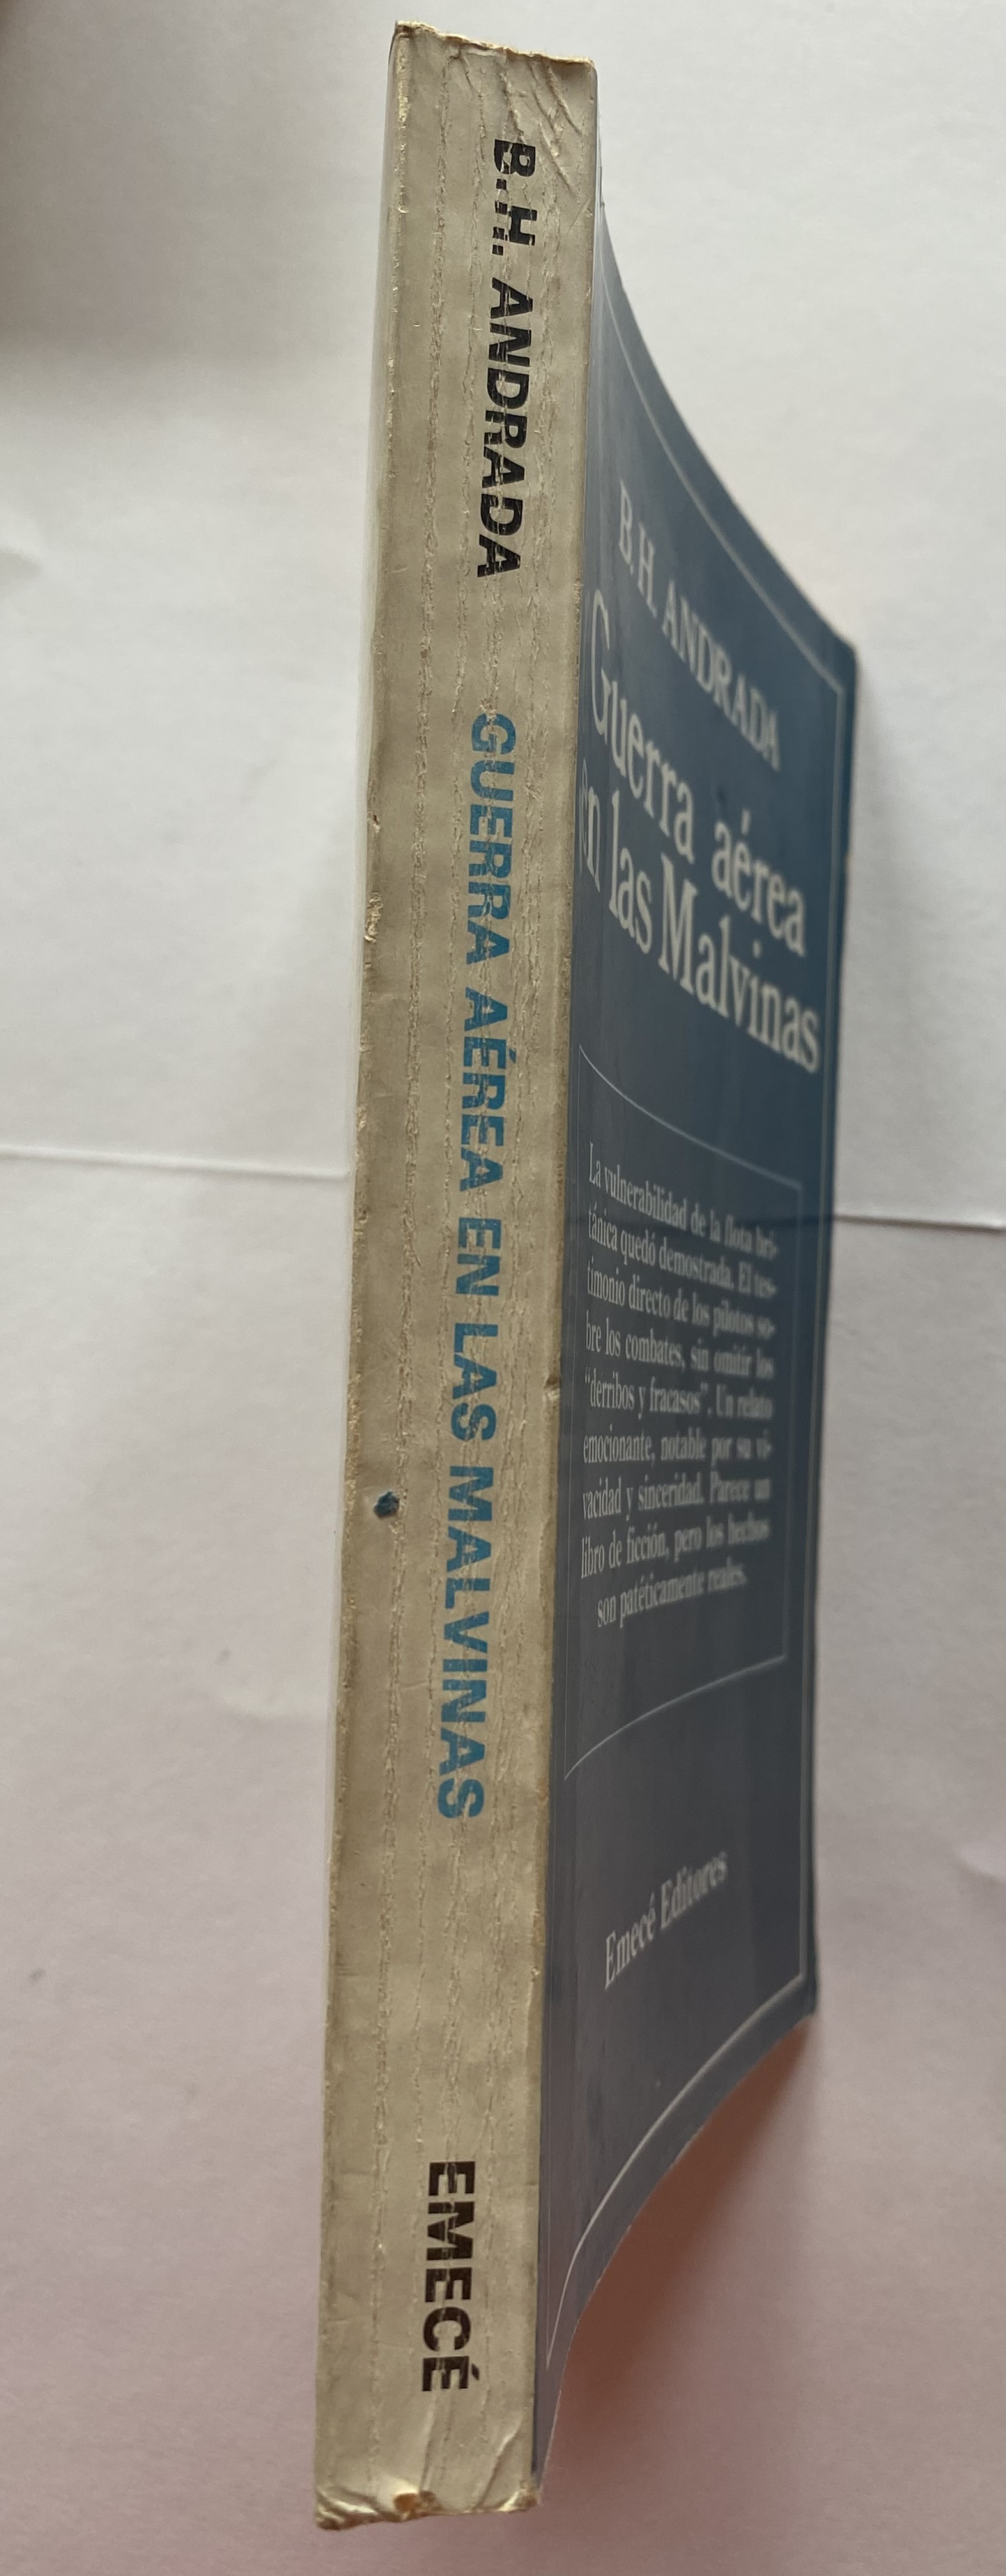 B.H. ANDRADA GUERRA AÉREA EN LAS MALVINAS EMECÉ
B. H. ANDRADA
Guerra aérea
en las Malvinas
La vulnerabilidad de la flota bri-
tánica quedó demostrada. El tes-
timonio directo de los pilotos so-
bre los combates, sin omitir los
"derribos y fracasos". Un relato
emocionante, notable por su vi-
vacidad y sinceridad. Parece un
libro de ficción, pero los hechos
son patéticamente reales.
Emecé Editores